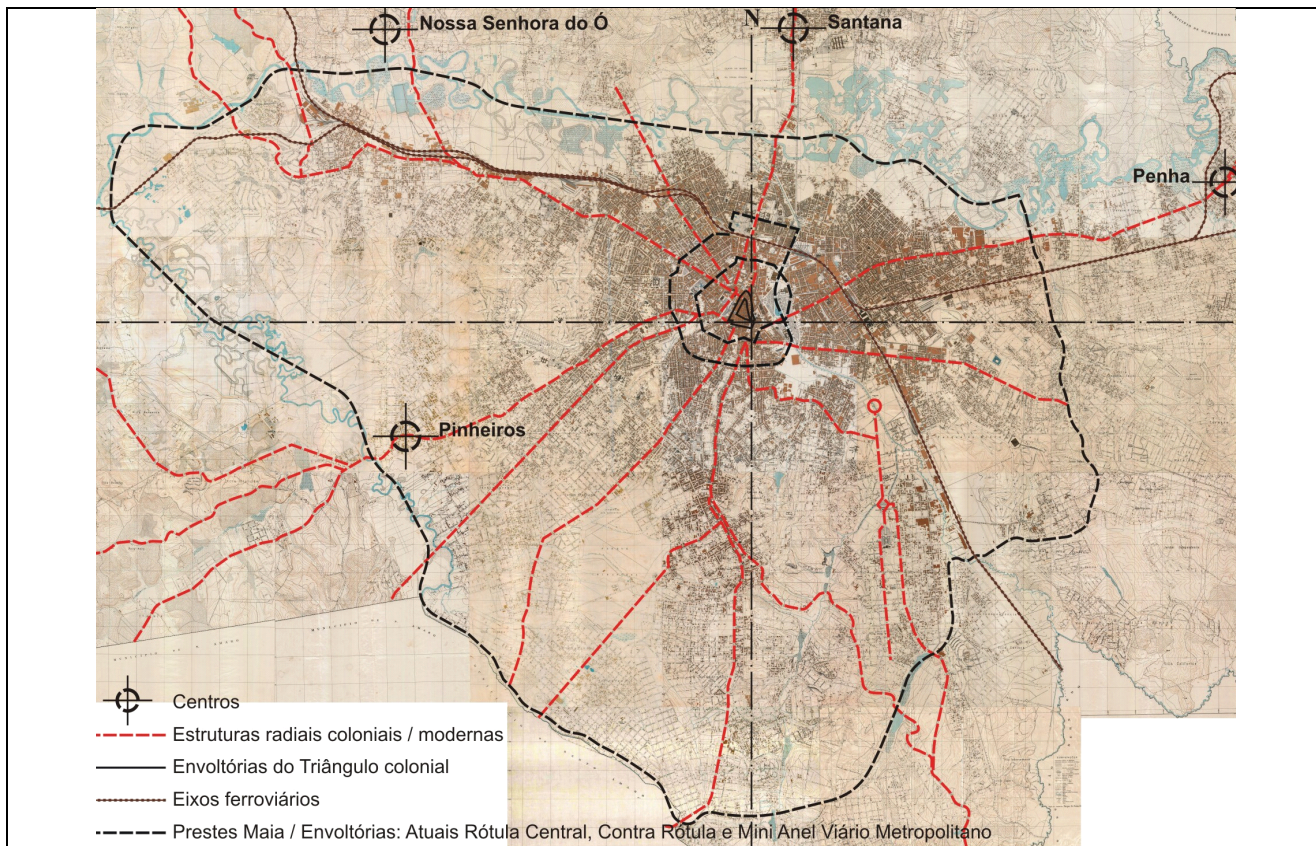 Nossa Senhora do Ó
N
Santana
Penha
Pinheiros
Centros
Estruturas radiais coloniais / modernas
Envoltórias do Triângulo colonial
Eixos ferroviários
Prestes Maia / Envoltórias: Atuais Rótula Central, Contra Rótula e Mini Anel Viário Metropolitano